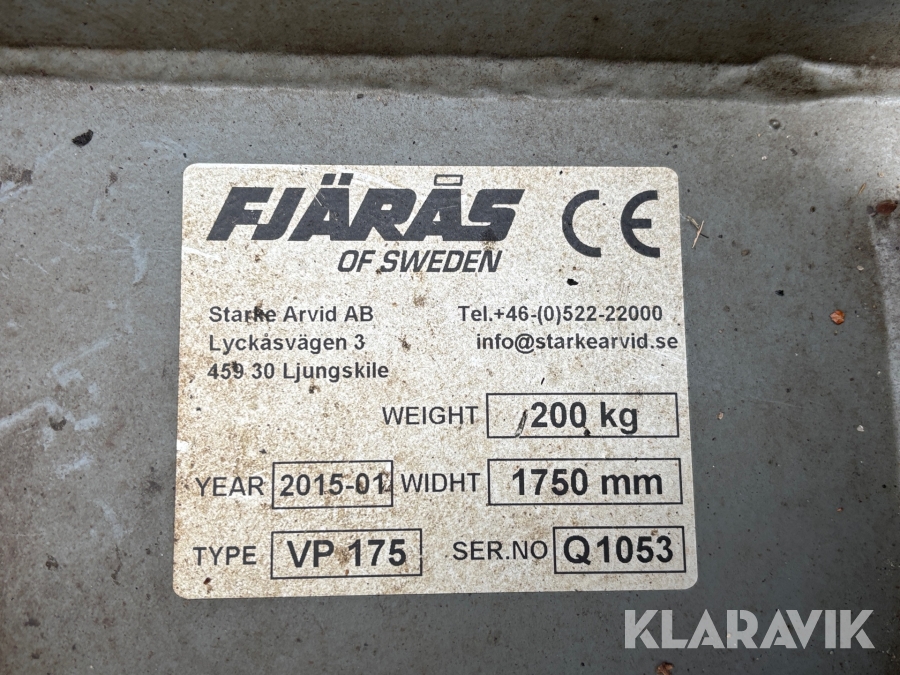 FJÄRÅS CE
OF SWEDEN
Starke Arvid AB Tel.+46-(0)522-22000
Lyckåsvägen 3 info@starkearvid.se
459 30 Ljungskile
WEIGHT 200 kg
YEAR 2015-01 WIDHT 1750 mm
TYPE VP 175 SER.NO Q1053
KLARAVIK